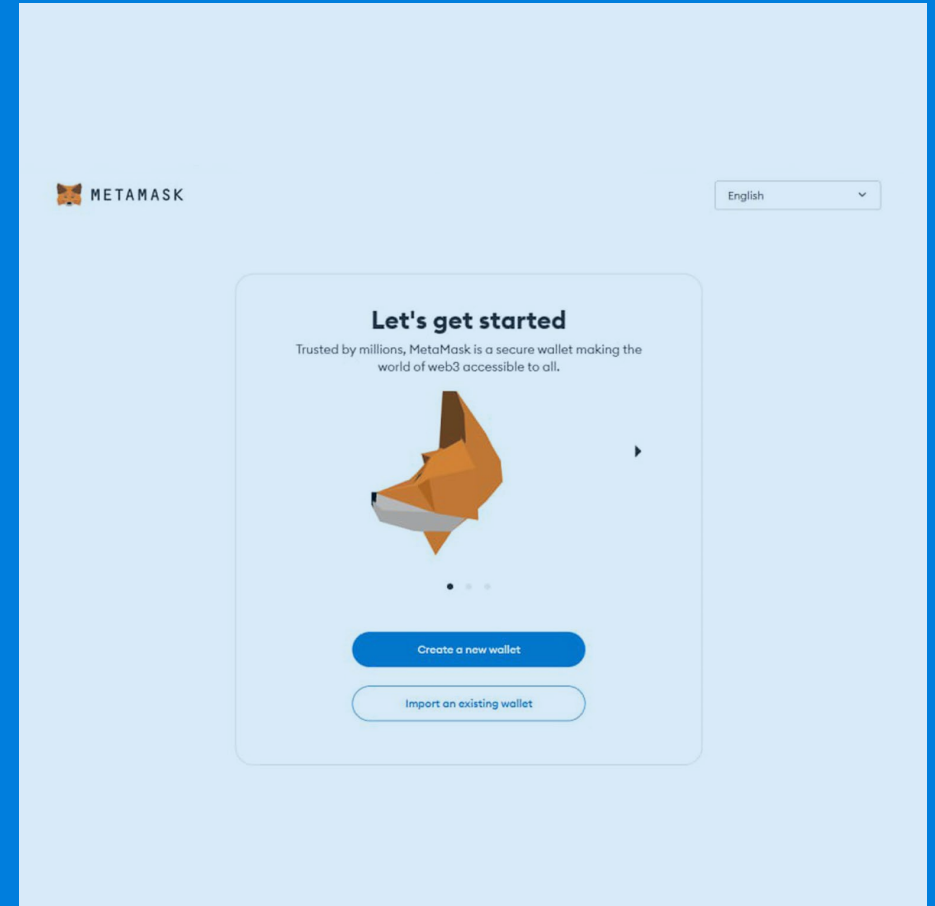 METAMASK
English
Let's get started
Trusted by millions, MetaMask is a secure wallet making the
world of web3 accessible to all.
Create a new wallet
Import an existing wallet